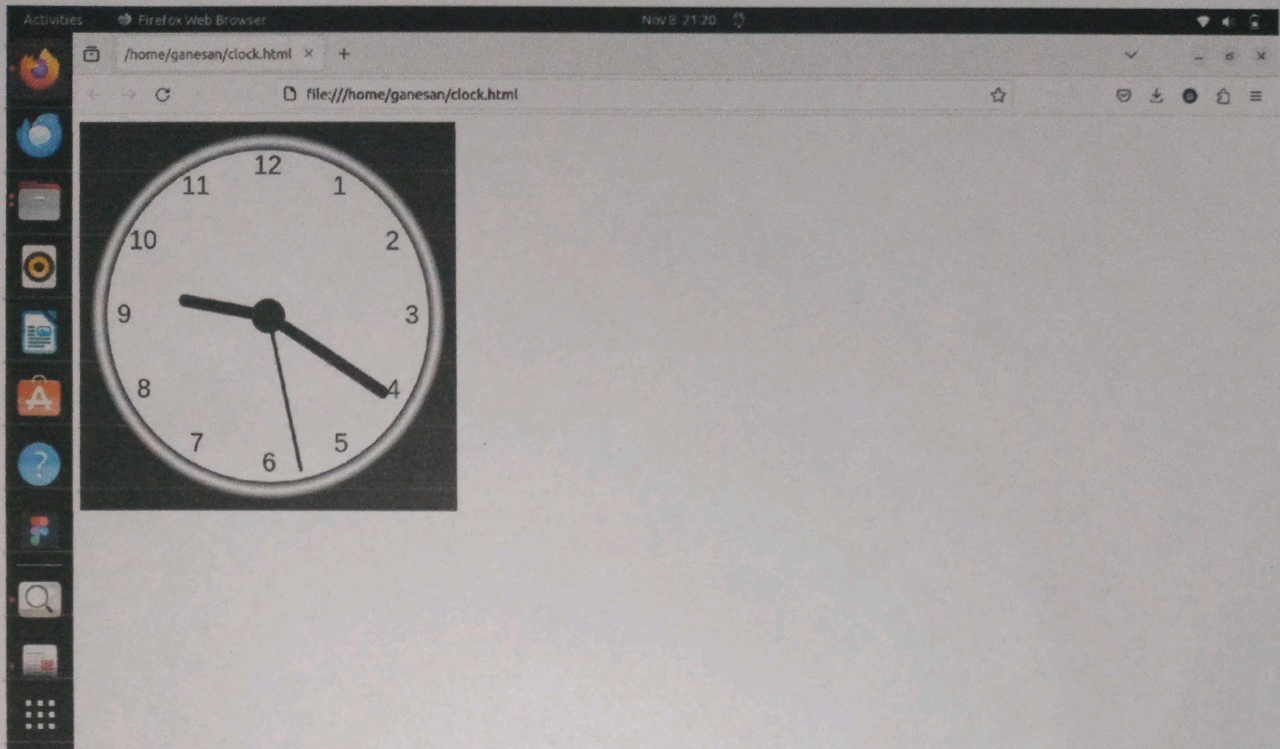 Activities Firefox Web Browser Nov 8 21:20
/home/ganesan/clock.html
file:///home/ganesan/clock.html
12
11 1
10 2
9 3
8 4
7 5
6